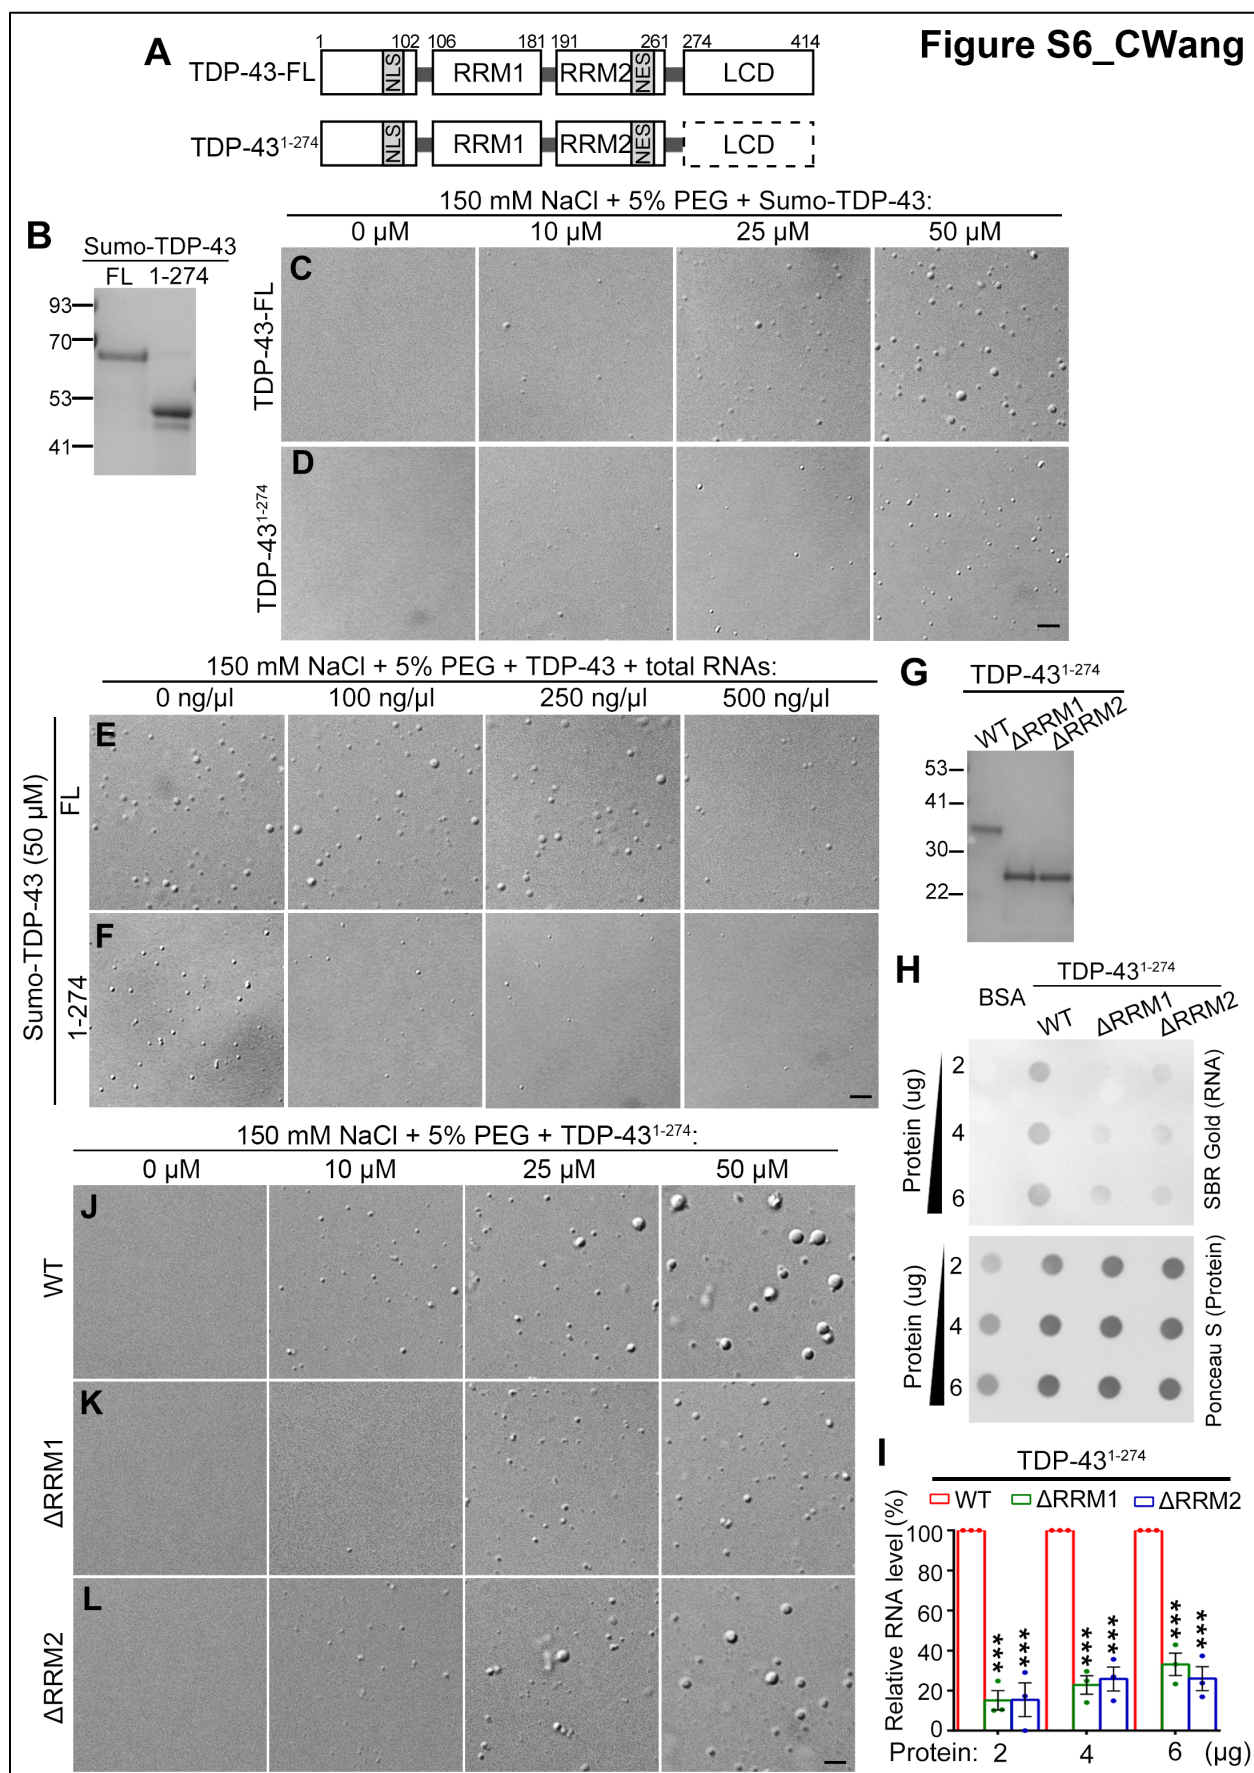 Figure S6_CWang
A
1 102 106 181 191 261 274 414
TDP-43-FL NLS RRM1 RRM2 NES LCD
TDP-43¹⁻²⁷⁴ NLS RRM1 RRM2 NES LCD
B
Sumo-TDP-43
FL 1-274
93
70
53
41
150 mM NaCl + 5% PEG + Sumo-TDP-43:
0 µM 10 µM 25 µM 50 µM
C
TDP-43-FL
D
TDP-43¹⁻²⁷⁴
150 mM NaCl + 5% PEG + TDP-43 + total RNAs:
0 ng/µl 100 ng/µl 250 ng/µl 500 ng/µl
Sumo-TDP-43 (50 µM)
E
FL
F
1-274
G
TDP-43¹⁻²⁷⁴
WT ΔRRM1 ΔRRM2
53
41
30
22
H
TDP-43¹⁻²⁷⁴
BSA WT ΔRRM1 ΔRRM2
Protein (ug)
2
4
6
SBR Gold (RNA)
Protein (ug)
2
4
6
Ponceau S (Protein)
150 mM NaCl + 5% PEG + TDP-43¹⁻²⁷⁴:
0 µM 10 µM 25 µM 50 µM
J
WT
K
ΔRRM1
L
ΔRRM2
I
TDP-43¹⁻²⁷⁴
WT ΔRRM1 ΔRRM2
Relative RNA level (%)
100
80
60
40
20
0
*** *** *** *** *** ***
Protein: 2 4 6 (µg)